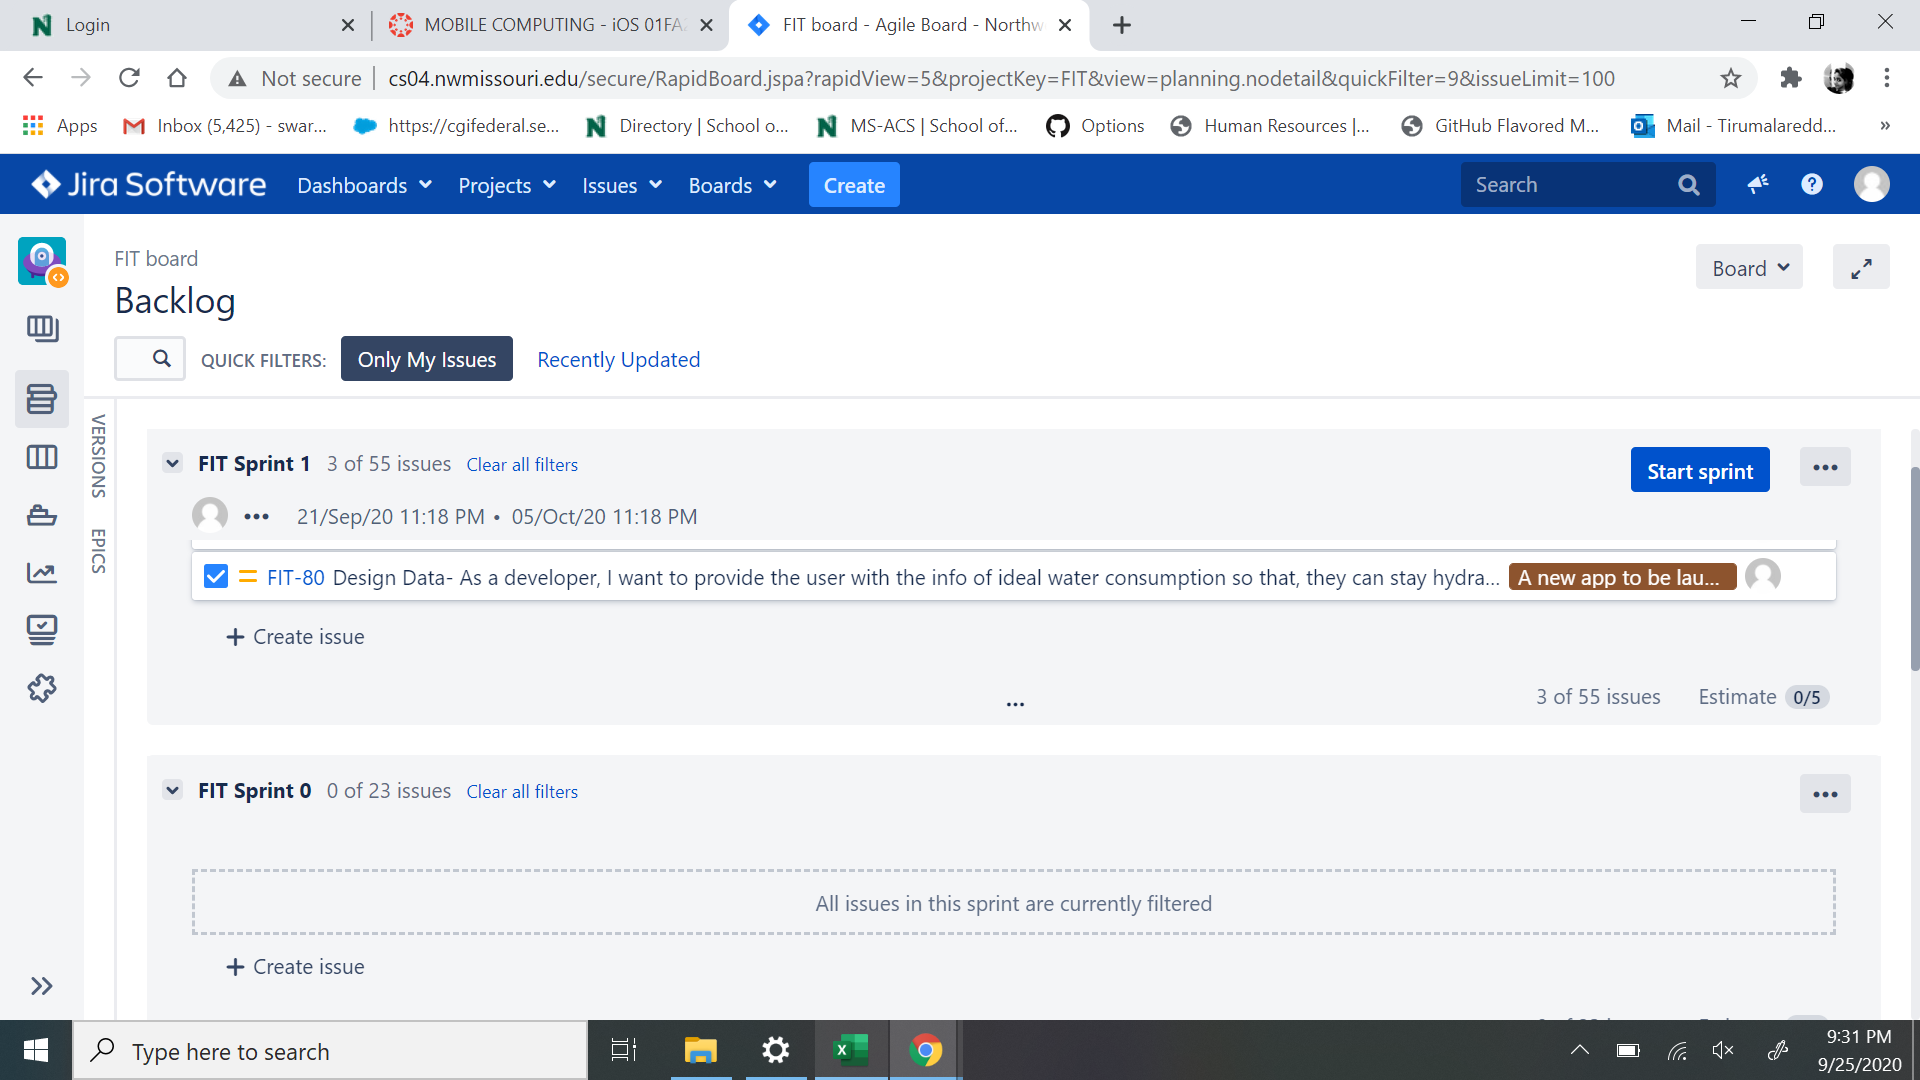 Login
MOBILE COMPUTING - iOS 01FA
FIT board - Agile Board - Northw
Not secure
cs04.nwmissouri.edu/secure/RapidBoard.jspa?rapidView=5&projectKey=FIT&view=planning.nodetail&quickFilter=9&issueLimit=100
Apps
Inbox (5,425) - swar...
https://cgifederal.se...
Directory | School o...
MS-ACS | School of...
Options
Human Resources |...
GitHub Flavored M...
Mail - Tirumalaredd...
»
Jira Software
Dashboards
Projects
Issues
Boards
Create
Search
FIT board
Board
Backlog
QUICK FILTERS:
Only My Issues
Recently Updated
VERSIONS
EPICS
FIT Sprint 1
3 of 55 issues
Clear all filters
Start sprint
21/Sep/20 11:18 PM • 05/Oct/20 11:18 PM
FIT-80 Design Data- As a developer, I want to provide the user with the info of ideal water consumption so that, they can stay hydra...
A new app to be lau...
+ Create issue
3 of 55 issues
Estimate 0/5
FIT Sprint 0
0 of 23 issues
Clear all filters
All issues in this sprint are currently filtered
+ Create issue
Type here to search
9:31 PM
9/25/2020